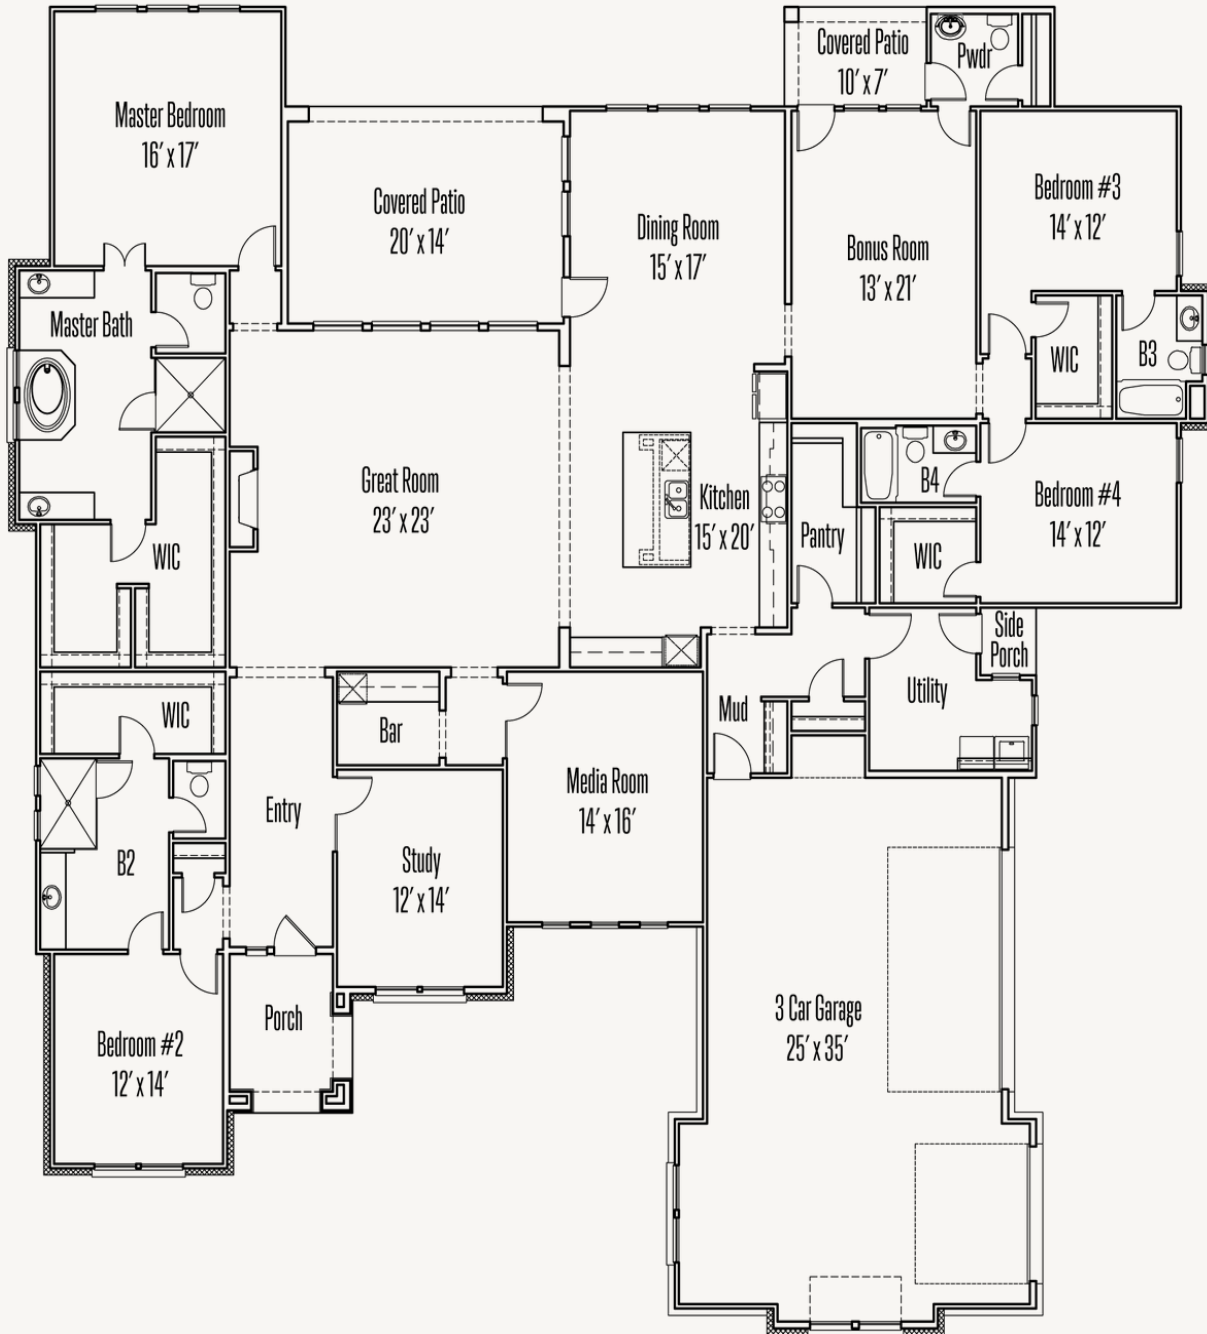 Covered Patio
10' x 7'
Pwdr
Master Bedroom
16' x 17'
Covered Patio
20' x 14'
Dining Room
15' x 17'
Bonus Room
13' x 21'
Bedroom #3
14' x 12'
Master Bath
WIC
B3
Great Room
23' x 23'
Kitchen
15' x 20'
Pantry
B4
WIC
Bedroom #4
14' x 12'
WIC
Side
Porch
Utility
Mud
WIC
Bar
Entry
Media Room
14' x 16'
B2
Study
12' x 14'
Porch
Bedroom #2
12' x 14'
3 Car Garage
25' x 35'